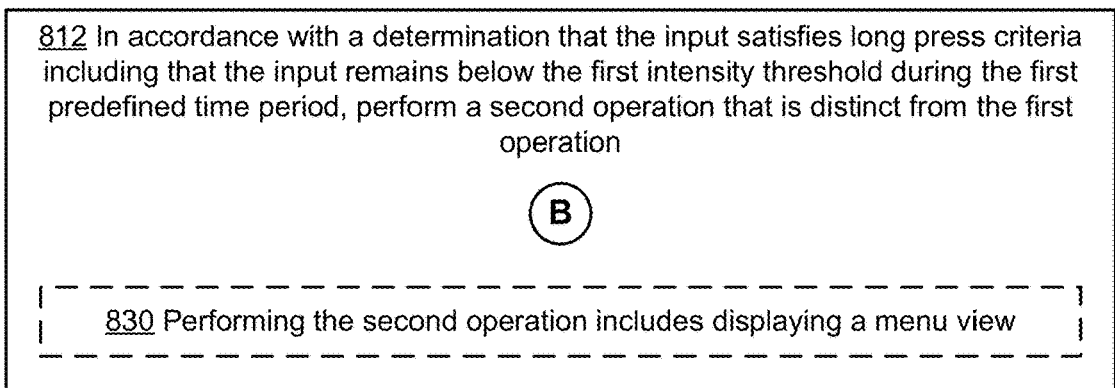 812 In accordance with a determination that the input satisfies long press criteria
including that the input remains below the first intensity threshold during the first
predefined time period, perform a second operation that is distinct from the first
operation
B
830 Performing the second operation includes displaying a menu view